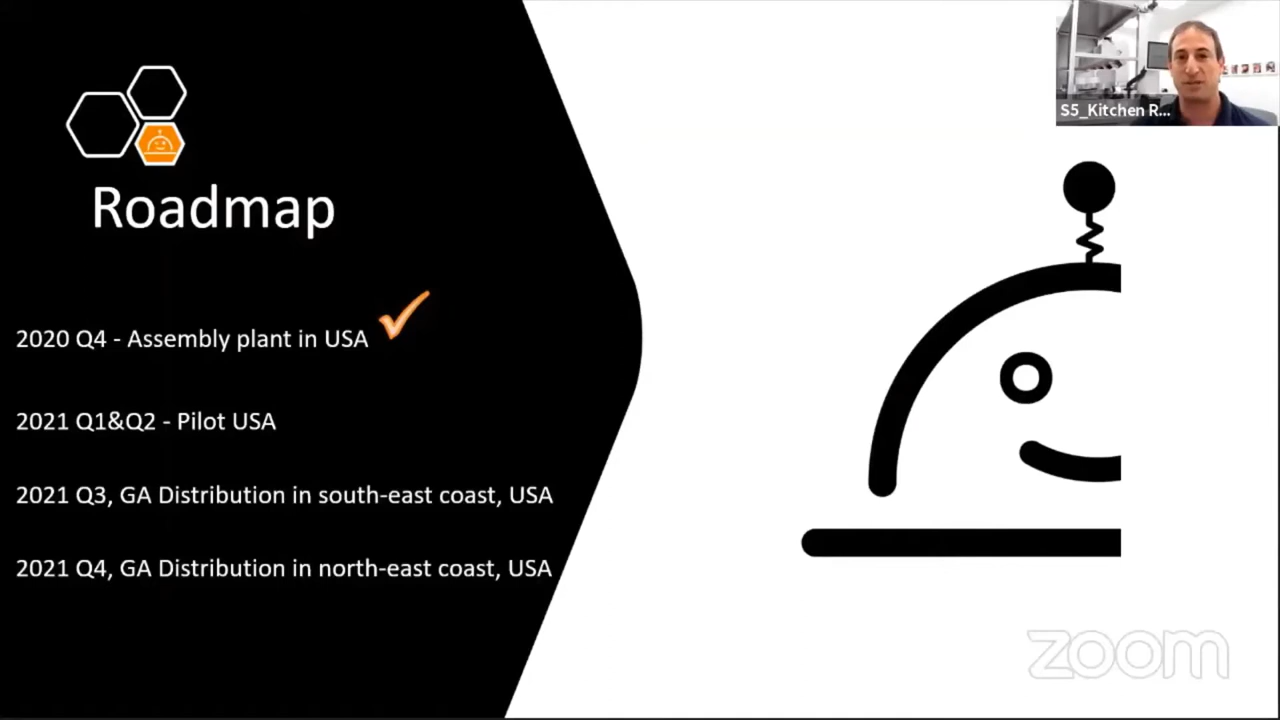 S5_Kitchen R...
Roadmap
2020 Q4 - Assembly plant in USA
2021 Q1&Q2 - Pilot USA
2021 Q3, GA Distribution in south-east coast, USA
2021 Q4, GA Distribution in north-east coast, USA
zoom